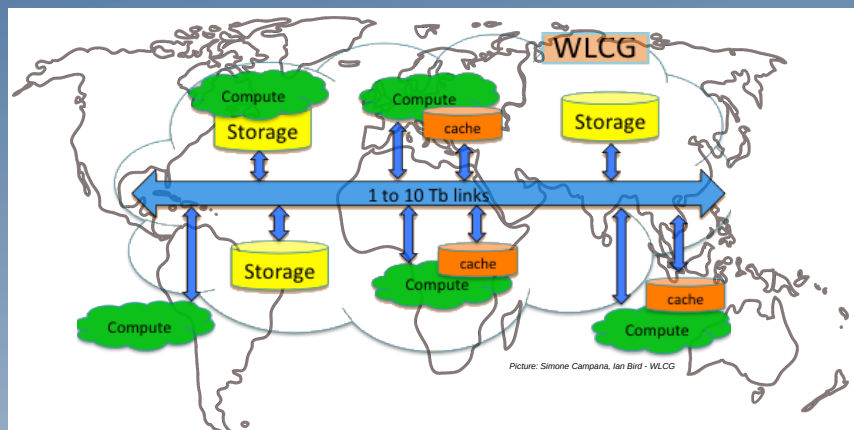 WLCG
Compute
Storage
Compute
cache
Storage
1 to 10 Tb links
Storage
cache
Compute
cache
Compute
Compute
Picture: Simone Campana, Ian Bird - WLCG